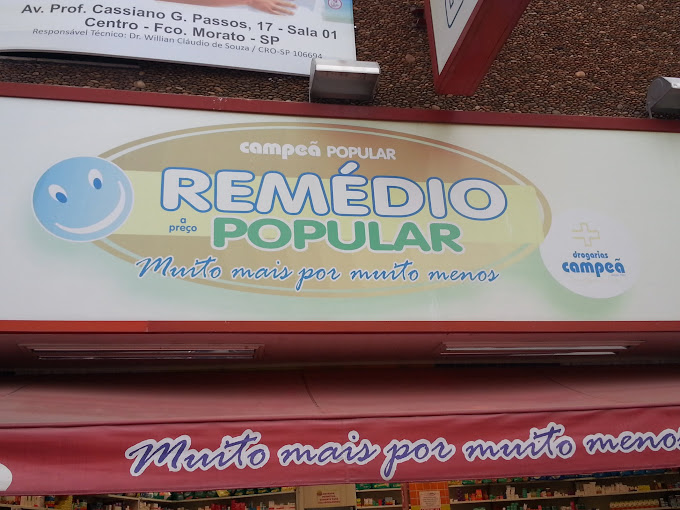 Av. Prof. Cassiano G. Passos, 17 - Sala 01
Centro - Fco. Morato - SP
Responsável Técnico: Dr. Willian Cláudio de Souza / CRO-SP 106694
campeã POPULAR
REMÉDIO
a preço POPULAR
Muito mais por muito menos
drogarias
campeã
Muito mais por muito menos